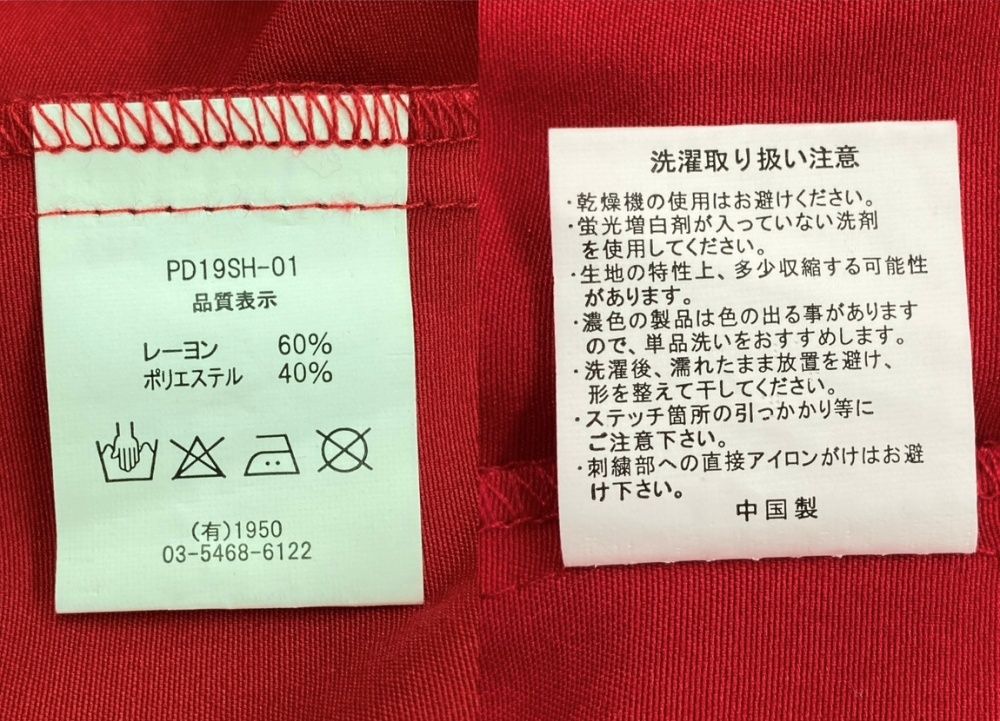 PD19SH-01
品質表示
レーヨン 60%
ポリエステル 40%
(有)1950
03-5468-6122
洗濯取り扱い注意
・乾燥機の使用はお避けください。
・蛍光増白剤が入っていない洗剤
を使用してください。
・生地の特性上、多少収縮する可能性
があります。
・濃色の製品は色の出る事があります
ので、単品洗いをおすすめします。
・洗濯後、濡れたまま放置を避け、
形を整えて干してください。
・ステッチ箇所の引っかかり等に
ご注意下さい。
・刺繍部への直接アイロンがけはお避
け下さい。
中国製